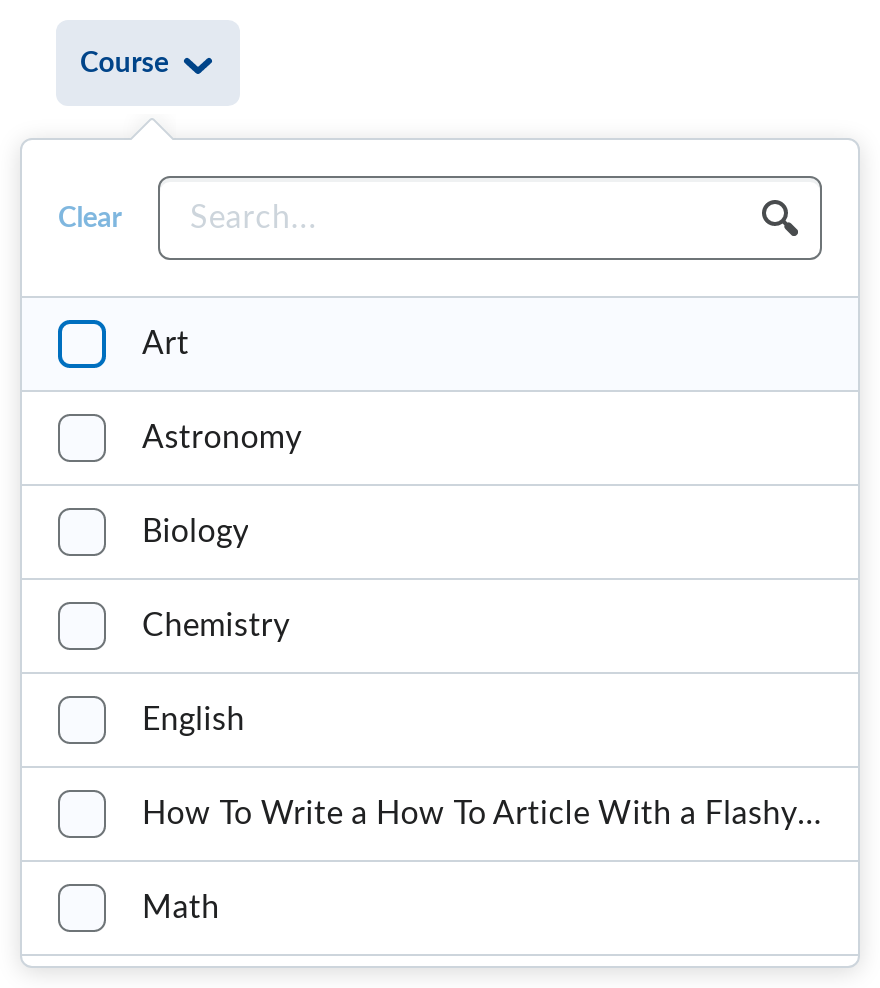 Course
Clear
Search...
Art
Astronomy
Biology
Chemistry
English
How To Write a How To Article With a Flashy...
Math